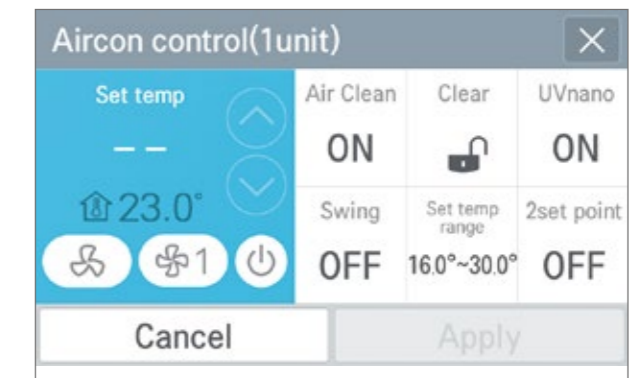 Aircon control(1unit)
Set temp
– –
23.0°
1
Air Clean
ON
Clear
UVnano
ON
Swing
OFF
Set temp
range
16.0°~30.0°
2set point
OFF
Cancel
Apply